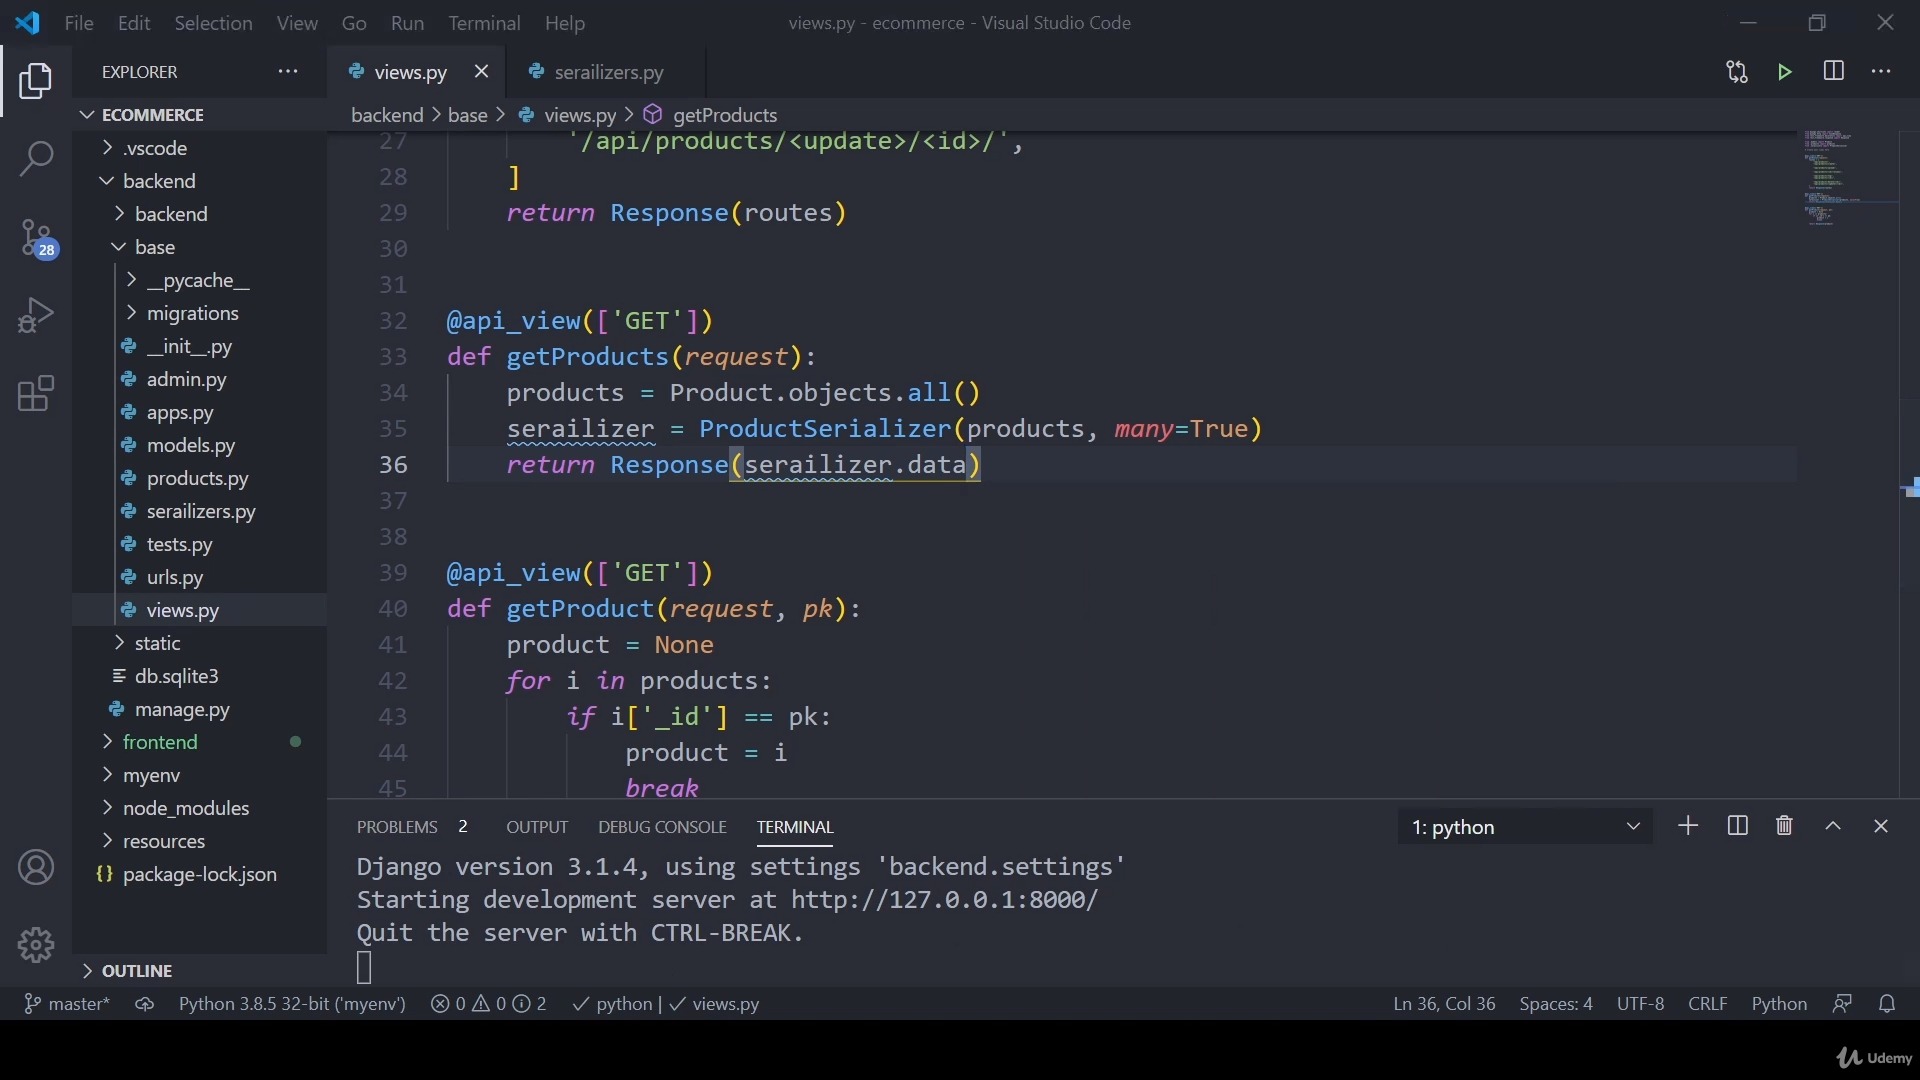 File Edit Selection View Go Run Terminal Help views.py - ecommerce - Visual Studio Code
EXPLORER
views.py
serailizers.py
ECOMMERCE
backend > base > views.py > getProducts
.vscode
backend
backend
base
__pycache__
migrations
__init__.py
admin.py
apps.py
models.py
products.py
serailizers.py
tests.py
urls.py
views.py
static
db.sqlite3
manage.py
frontend
myenv
node_modules
resources
{} package-lock.json
OUTLINE
28
27 '/api/products/<update>/<id>/',
28 ]
29 return Response(routes)
30
31
32 @api_view(['GET'])
33 def getProducts(request):
34 products = Product.objects.all()
35 serailizer = ProductSerializer(products, many=True)
36 return Response(serailizer.data)
37
38
39 @api_view(['GET'])
40 def getProduct(request, pk):
41 product = None
42 for i in products:
43 if i['_id'] == pk:
44 product = i
45 break
PROBLEMS 2 OUTPUT DEBUG CONSOLE TERMINAL 1: python
Django version 3.1.4, using settings 'backend.settings'
Starting development server at http://127.0.0.1:8000/
Quit the server with CTRL-BREAK.
master* Python 3.8.5 32-bit ('myenv') 0 0 2 python | views.py Ln 36, Col 36 Spaces: 4 UTF-8 CRLF Python
Udemy